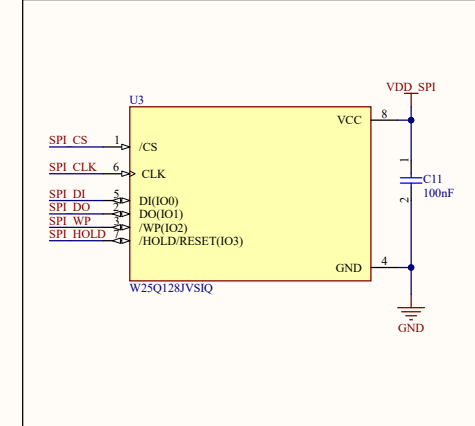 VDD_SPI
U3
VCC
8
SPI_CS
1
/CS
SPI_CLK
6
CLK
1
C11
100nF
2
SPI_DI
5
DI(IO0)
SPI_DO
2
DO(IO1)
SPI_WP
3
/WP(IO2)
SPI_HOLD
7
/HOLD/RESET(IO3)
GND
4
W25Q128JVSIQ
GND